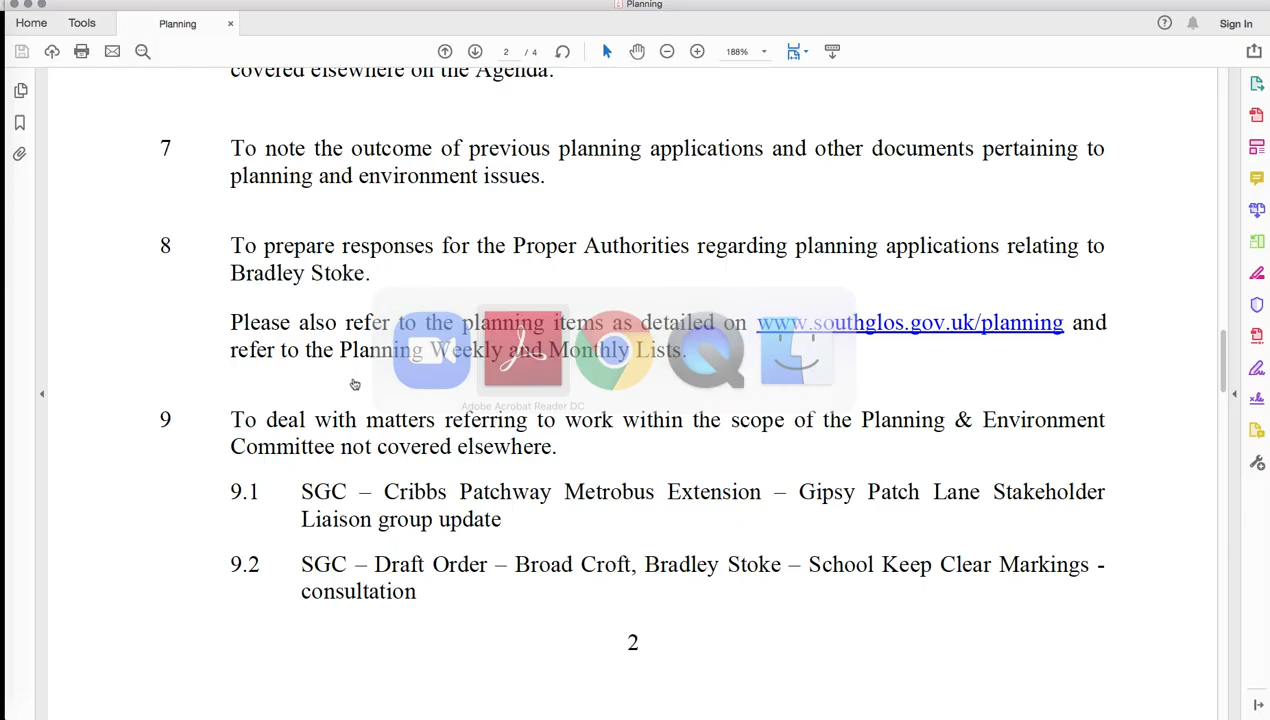 Planning
Home Tools Planning × Sign In
2 / 4 188%
covered elsewhere on the Agenda.
7 To note the outcome of previous planning applications and other documents pertaining to
planning and environment issues.
8 To prepare responses for the Proper Authorities regarding planning applications relating to
Bradley Stoke.
Please also refer to the planning items as detailed on www.southglos.gov.uk/planning and
refer to the Planning Weekly and Monthly Lists.
Adobe Acrobat Reader DC
9 To deal with matters referring to work within the scope of the Planning & Environment
Committee not covered elsewhere.
9.1 SGC – Cribbs Patchway Metrobus Extension – Gipsy Patch Lane Stakeholder
Liaison group update
9.2 SGC – Draft Order – Broad Croft, Bradley Stoke – School Keep Clear Markings -
consultation
2